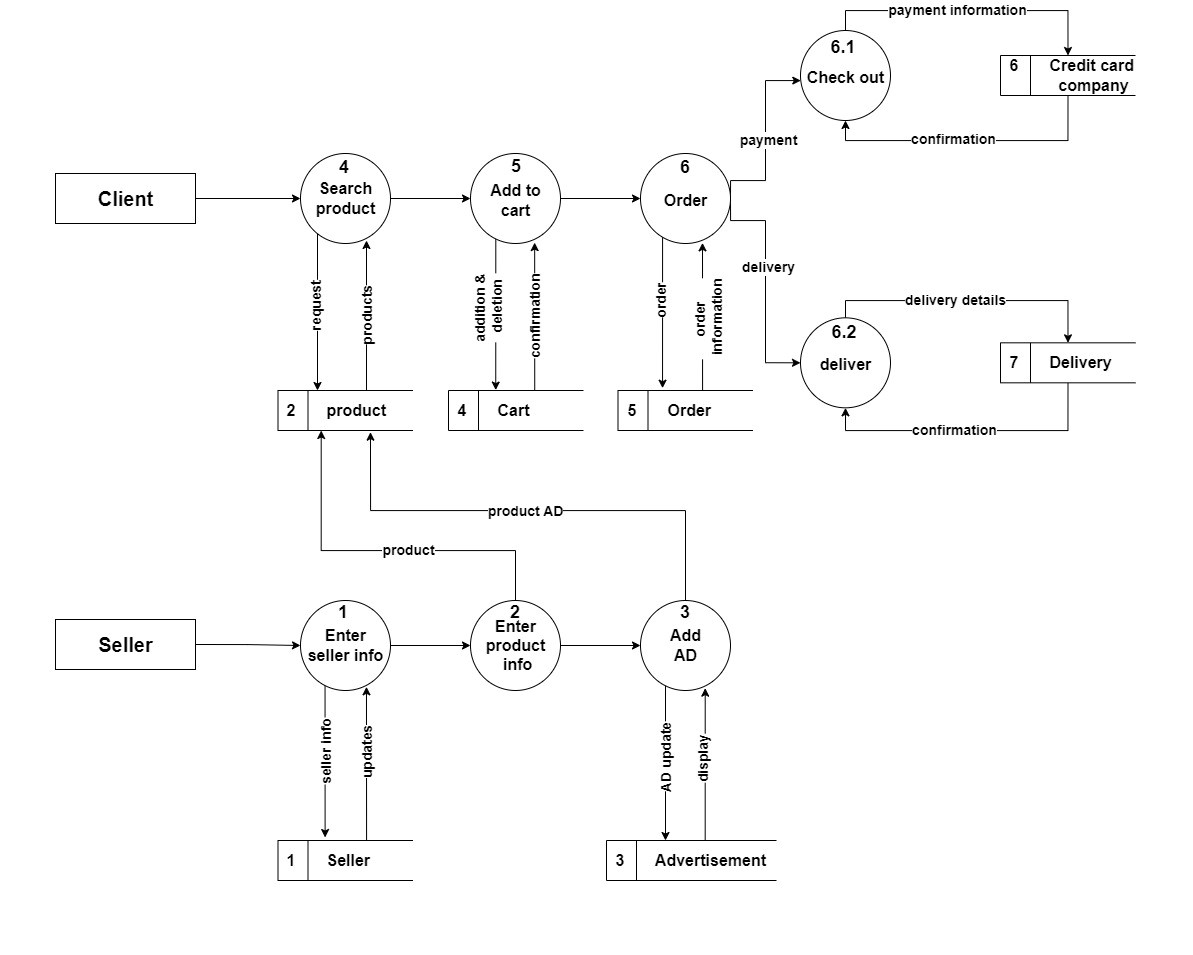 payment information
6.1
Check out
6
Credit card
company
payment
confirmation
Client
4
Search
product
5
Add to
cart
6
Order
delivery
request
products
addition &
deletion
confirmation
order
order
information
delivery details
6.2
deliver
7
Delivery
confirmation
2
product
4
Cart
5
Order
product AD
product
Seller
1
Enter
seller info
2
Enter
product
info
3
Add
AD
seller info
updates
AD update
display
1
Seller
3
Advertisement